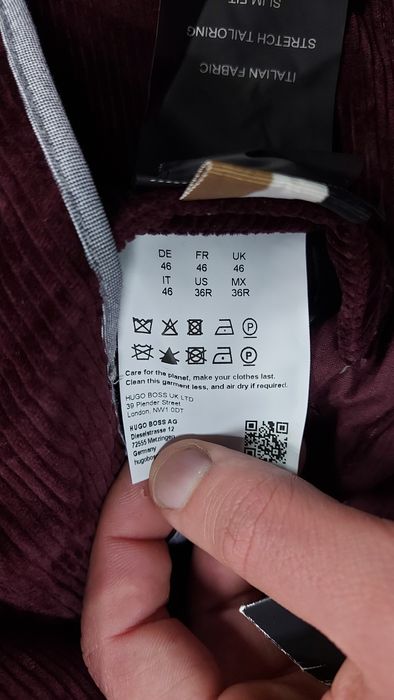 SLIM FIT
STRETCH TAILORING
ITALIAN FABRIC
DE FR UK
46 46 46
IT US MX
46 36R 36R
P
P
Care for the planet, make your clothes last.
Clean this garment less, and air dry if required.
HUGO BOSS UK LTD
39 Plender Street
London, NW1 0DT
HUGO BOSS AG
Dieselstrasse 12
72555 Metzingen
Germany